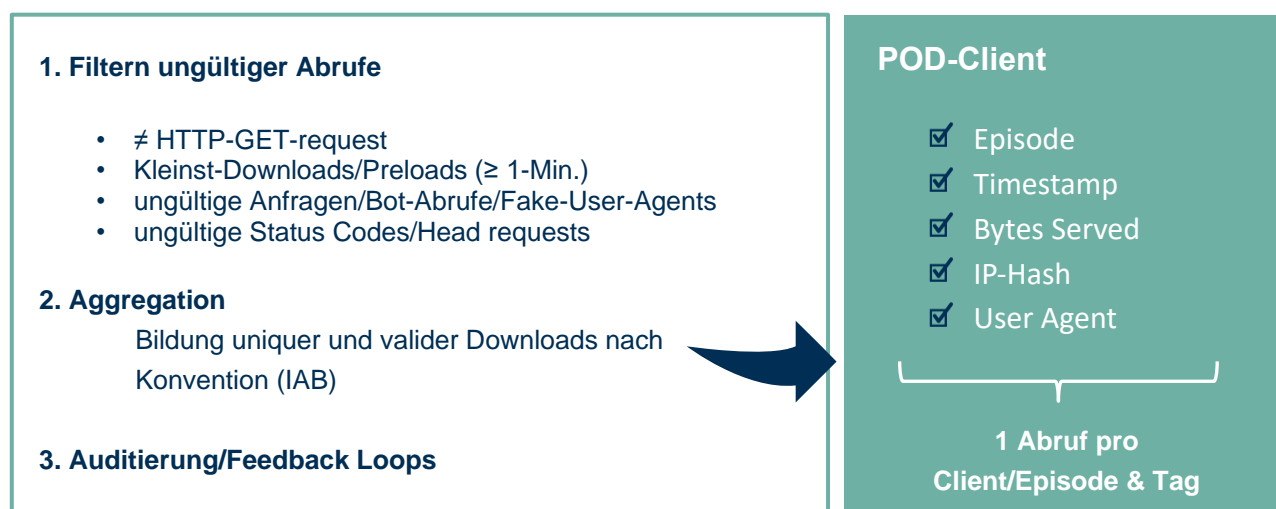 1. Filtern ungültiger Abrufe
• ≠ HTTP-GET-request
• Kleinst-Downloads/Preloads (≥ 1-Min.)
• ungültige Anfragen/Bot-Abrufe/Fake-User-Agents
• ungültige Status Codes/Head requests
2. Aggregation
Bildung uniquer und valider Downloads nach
Konvention (IAB)
3. Auditierung/Feedback Loops
POD-Client
☑ Episode
☑ Timestamp
☑ Bytes Served
☑ IP-Hash
☑ User Agent
1 Abruf pro
Client/Episode & Tag